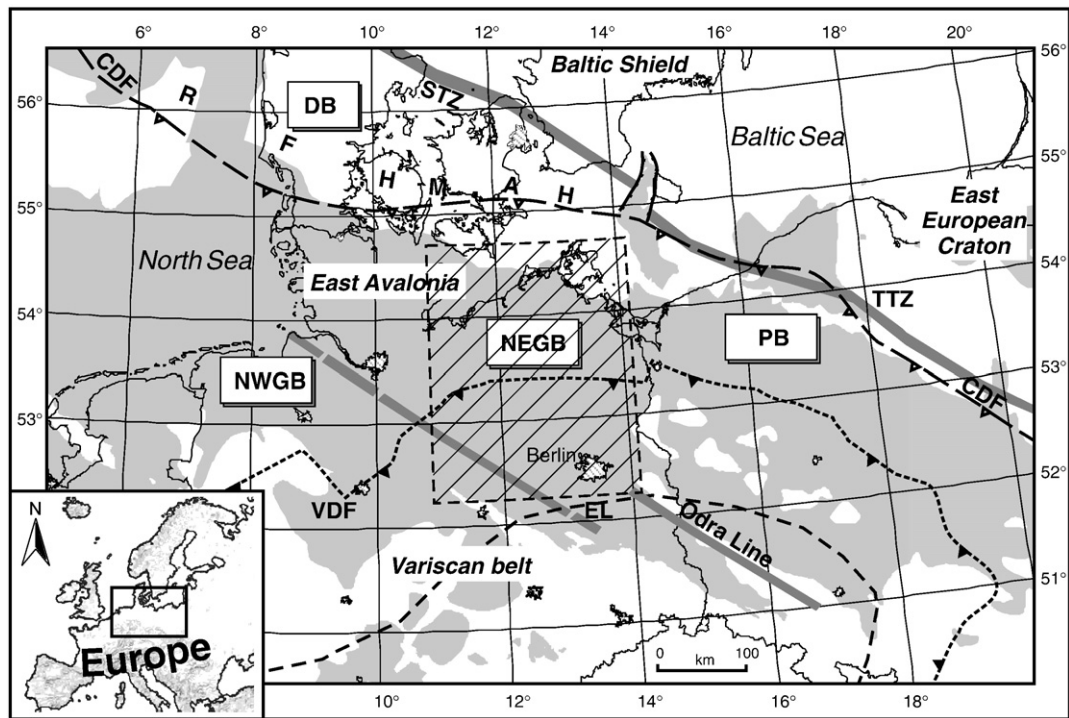 6° 8° 10° 12° 14° 16° 18° 20°
56°
CDF
R
DB
STZ
Baltic Shield
56°
F
Baltic Sea
55°
H
M
A
H
55°
East
European
Craton
North Sea
East Avalonia
54°
54°
TTZ
NEGB
PB
NWGB
53°
53°
CDF
Berlin
52°
VDF
EL
Odra Line
Variscan belt
51°
N
Europe
0 100
km
10° 12° 14° 16° 18°